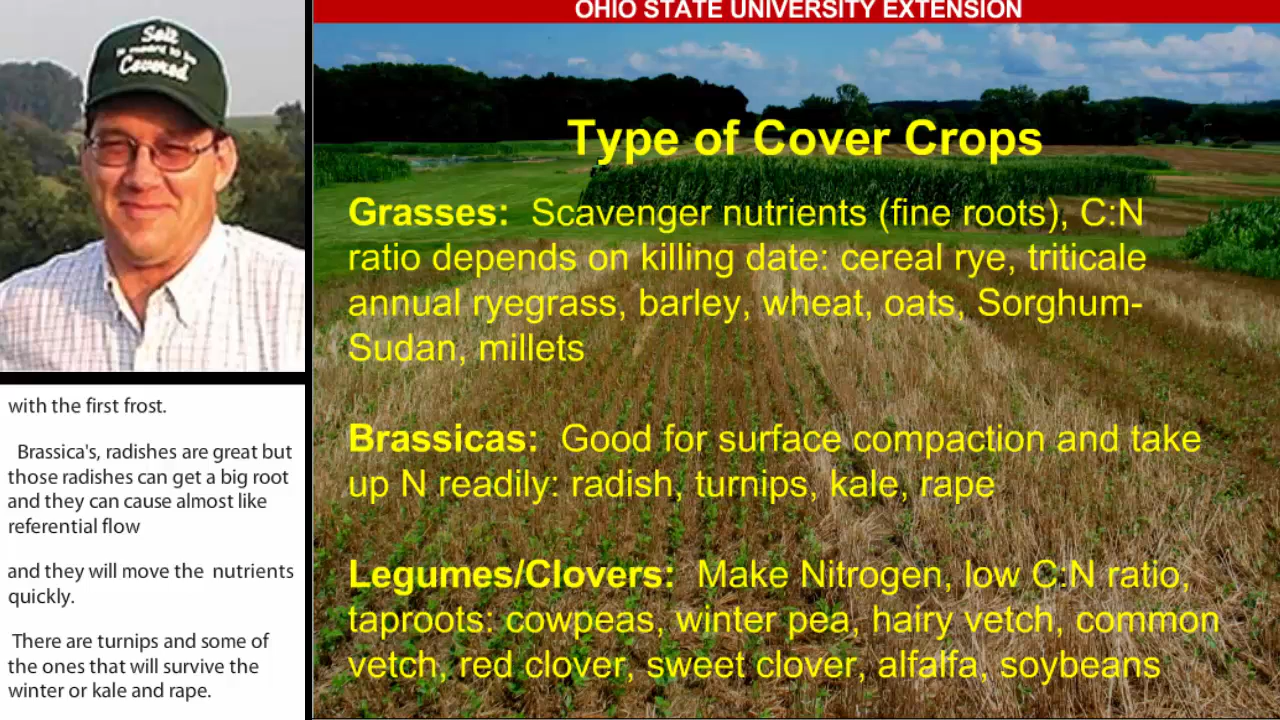 Soil
is meant to be
Covered
OHIO STATE UNIVERSITY EXTENSION
Type of Cover Crops
Grasses: Scavenger nutrients (fine roots), C:N
ratio depends on killing date: cereal rye, triticale
annual ryegrass, barley, wheat, oats, Sorghum-
Sudan, millets
Brassicas: Good for surface compaction and take
up N readily: radish, turnips, kale, rape
Legumes/Clovers: Make Nitrogen, low C:N ratio,
taproots: cowpeas, winter pea, hairy vetch, common
vetch, red clover, sweet clover, alfalfa, soybeans
with the first frost.
Brassica's, radishes are great but
those radishes can get a big root
and they can cause almost like
referential flow
and they will move the nutrients
quickly.
There are turnips and some of
the ones that will survive the
winter or kale and rape.